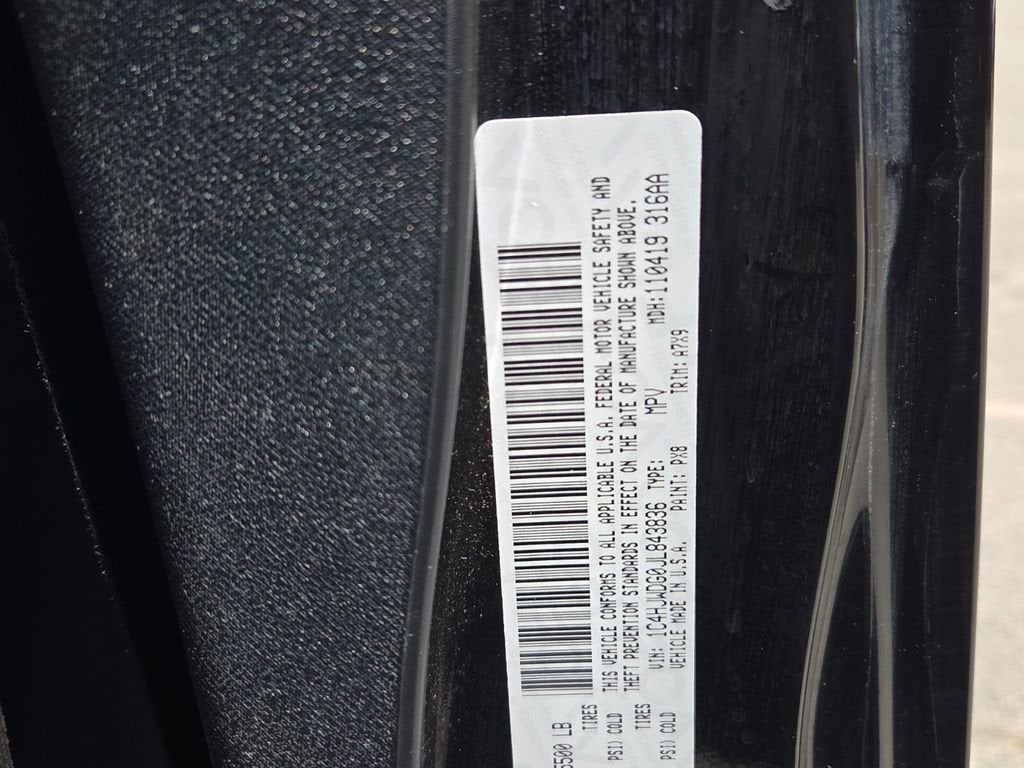 5500 LB
TIRES
PSI) COLD
TIRES
PSI) COLD
THIS VEHICLE CONFORMS TO ALL APPLICABLE U.S.A. FEDERAL MOTOR VEHICLE SAFETY AND
THEFT PREVENTION STANDARDS IN EFFECT ON THE DATE OF MANUFACTURE SHOWN ABOVE.
VIN: 1C4HJWDG0JL843836 TYPE: MPV MDH:110419 316AA
VEHICLE MADE IN U.S.A. PAINT: PX8 TRIM: A7X9